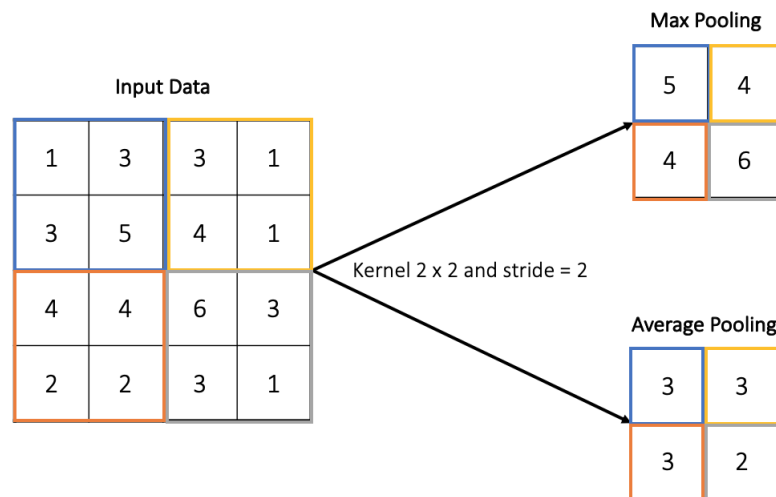 Max Pooling
5 4
4 6
Input Data
1 3 3 1
3 5 4 1
4 4 6 3
2 2 3 1
Kernel 2 x 2 and stride = 2
Average Pooling
3 3
3 2